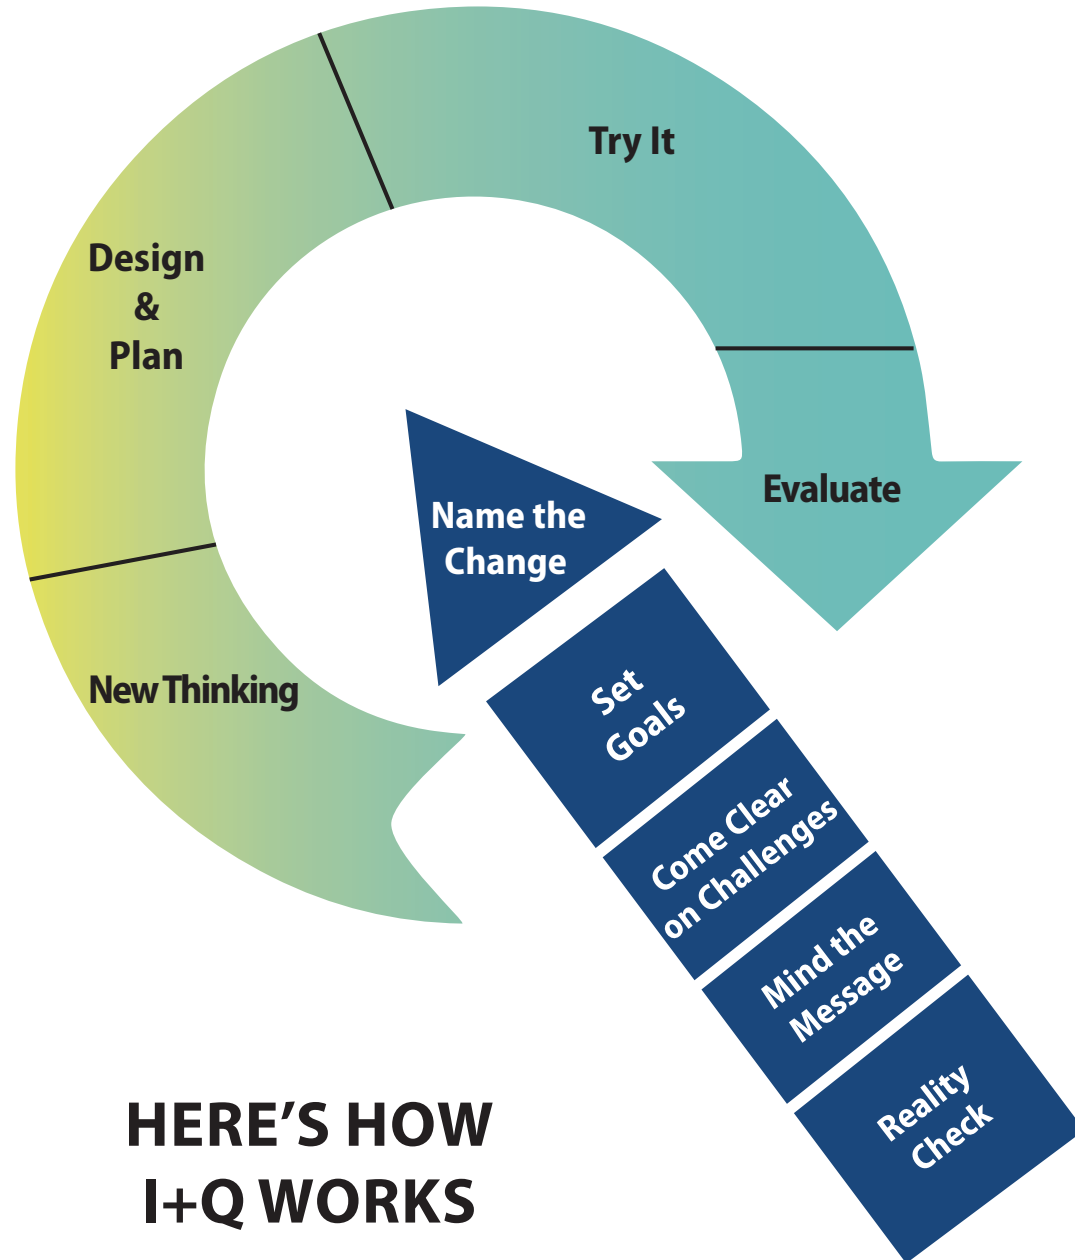 Try It
Design
&
Plan
Evaluate
New Thinking
Name the
Change
Set
Goals
Come Clear
on Challenges
Mind the
Message
Reality
Check
HERE'S HOW
I+Q WORKS